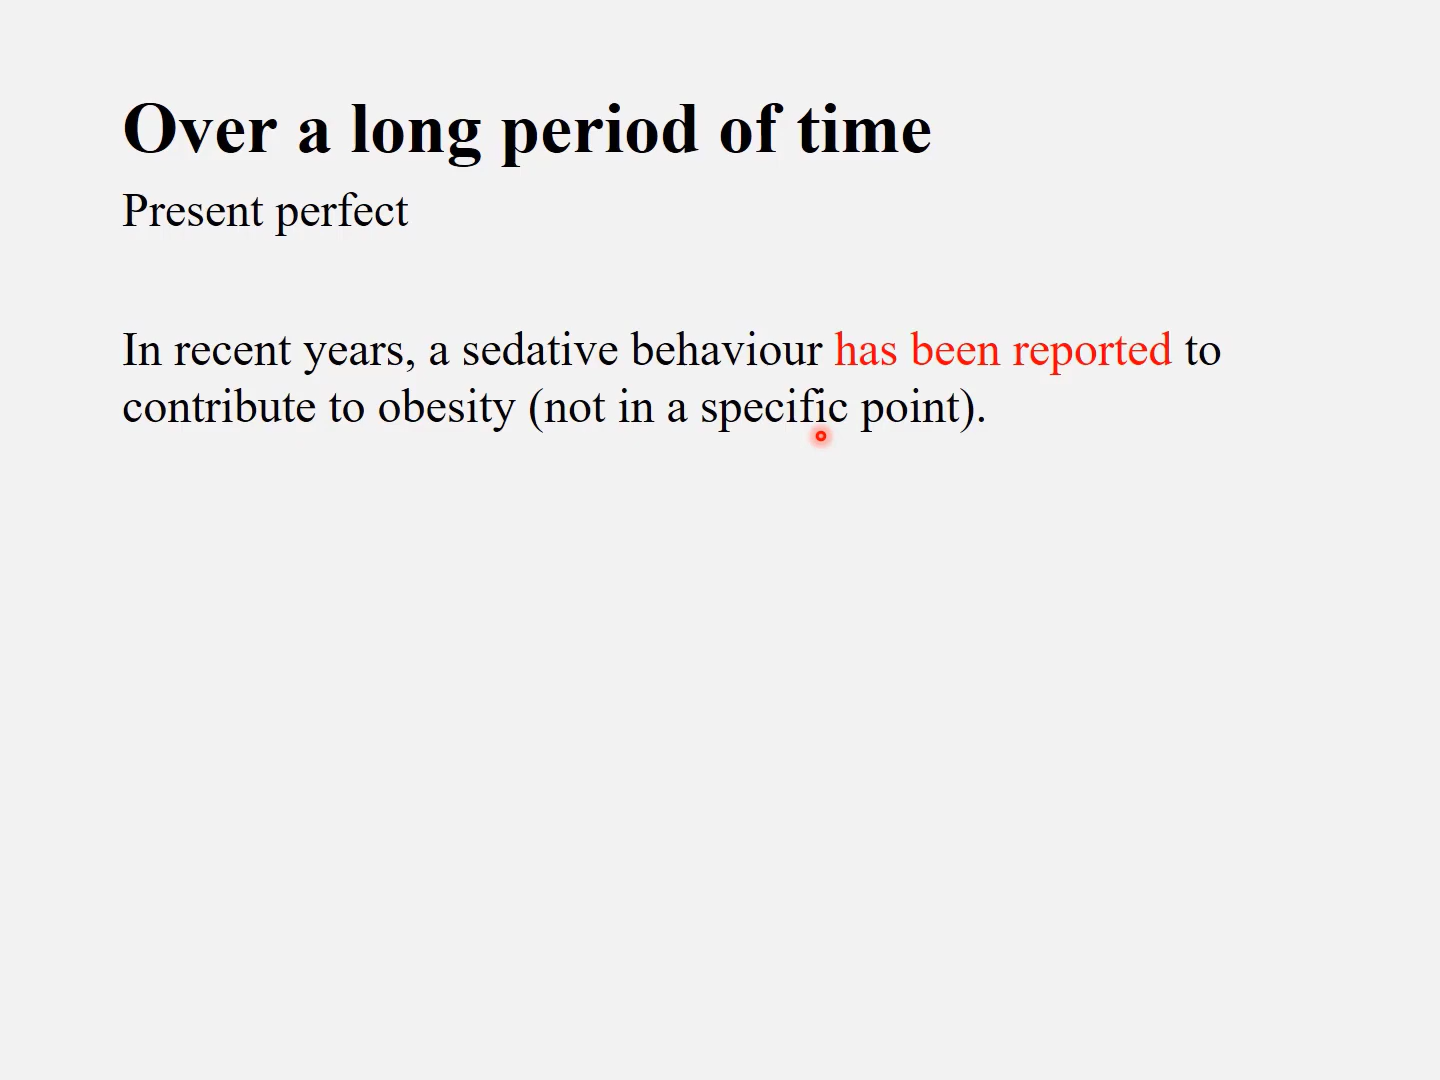 Over a long period of time
Present perfect
In recent years, a sedative behaviour has been reported to
contribute to obesity (not in a specific point).